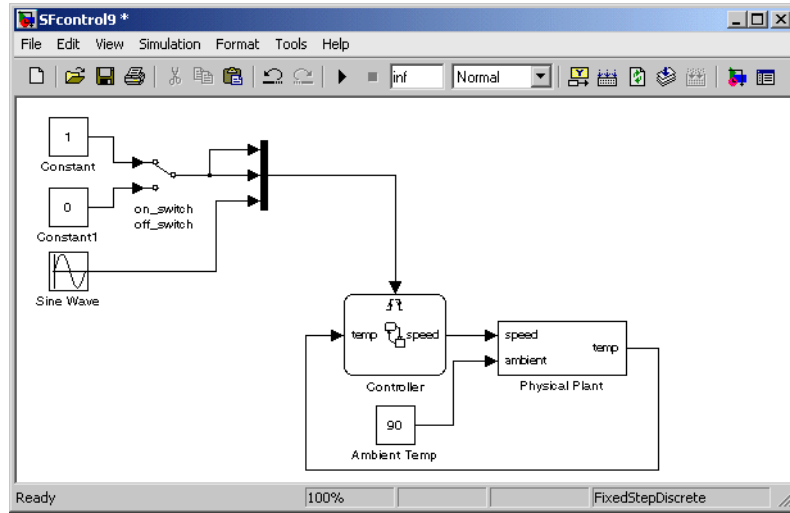 SFcontrol9 *
File Edit View Simulation Format Tools Help
inf Normal
1
Constant
0
on_switch
off_switch
Constant1
Sine Wave
temp speed
Controller
speed
ambient
temp
Physical Plant
90
Ambient Temp
Ready 100% FixedStepDiscrete